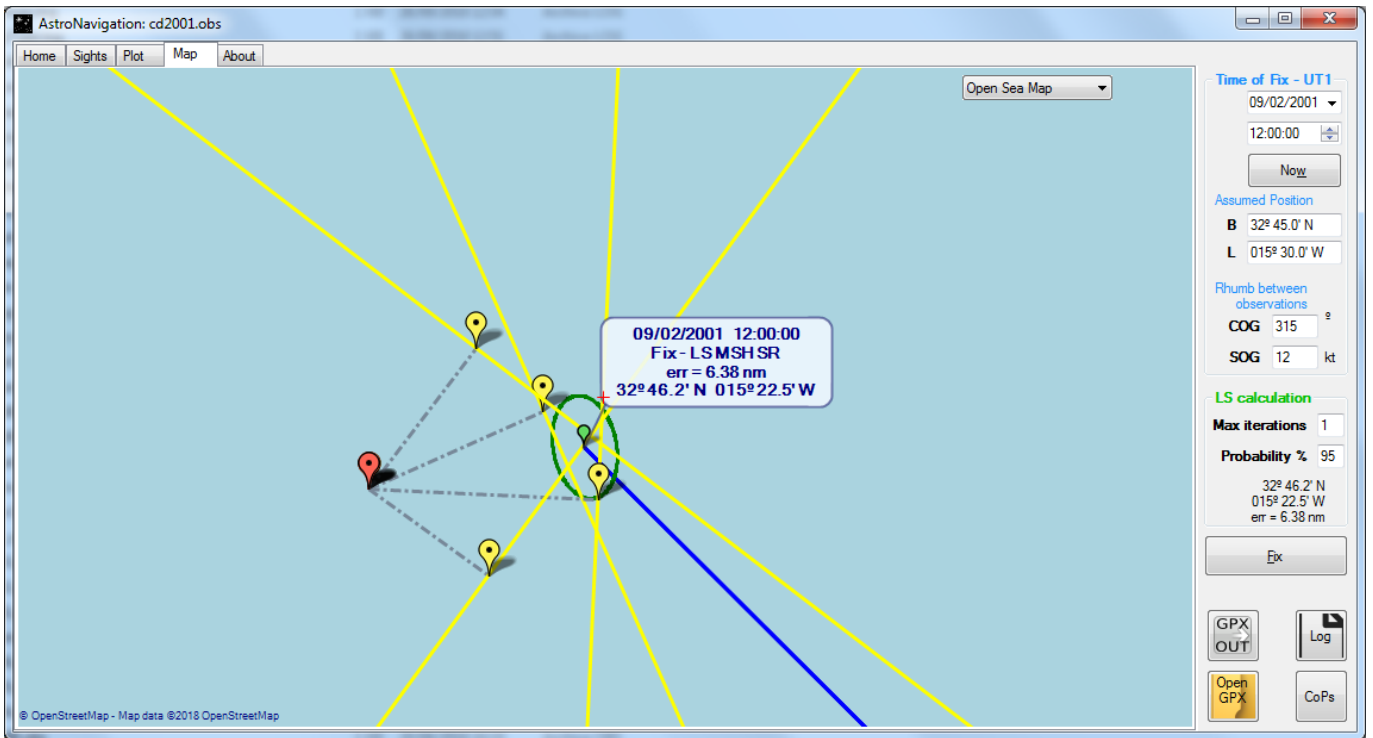 AstroNavigation: cd2001.obs
Home Sights Plot Map About
Open Sea Map
09/02/2001 12:00:00
Fix - LS MSH SR
err = 6.38 nm
32º 46.2' N 015º 22.5' W
© OpenStreetMap - Map data ©2018 OpenStreetMap
Time of Fix - UT1
09/02/2001
12:00:00
Now
Assumed Position
B 32º 45.0' N
L 015º 30.0' W
Rhumb between
observations
COG 315 º
SOG 12 kt
LS calculation
Max iterations 1
Probability % 95
32º 46.2' N
015º 22.5' W
err = 6.38 nm
Fix
GPX
OUT
Log
Open
GPX
CoPs